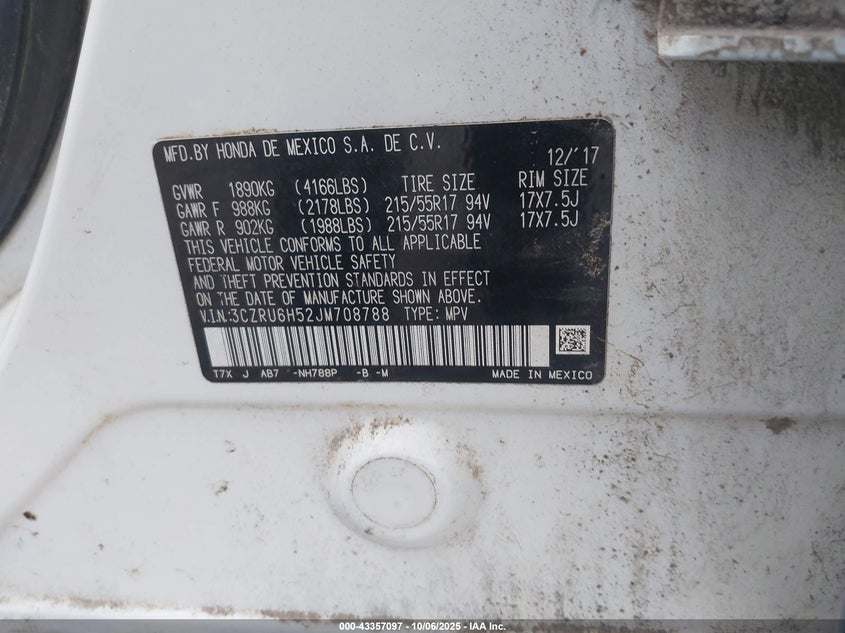 MFD.BY HONDA DE MEXICO S.A. DE C.V. 12/'17
GVWR 1890KG (4166LBS) TIRE SIZE RIM SIZE
GAWR F 988KG (2178LBS) 215/55R17 94V 17X7.5J
GAWR R 902KG (1988LBS) 215/55R17 94V 17X7.5J
THIS VEHICLE CONFORMS TO ALL APPLICABLE
FEDERAL MOTOR VEHICLE SAFETY
AND THEFT PREVENTION STANDARDS IN EFFECT
ON THE DATE OF MANUFACTURE SHOWN ABOVE.
V.I.N:3CZRU6H52JM708788 TYPE: MPV
T7X J AB7 -NH788P -B -M MADE IN MEXICO
000-43357097 - 10/06/2025 - IAA Inc.